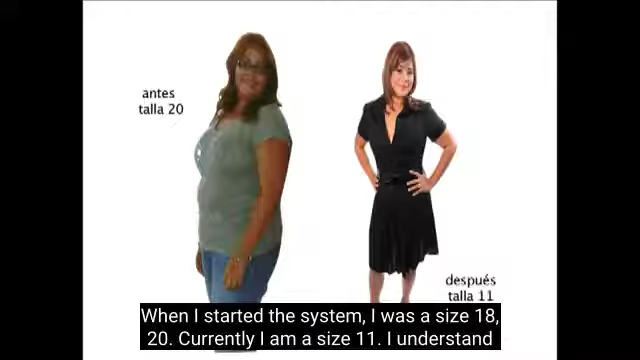 antes
talla 20
después
talla 11
When I started the system, I was a size 18,
20. Currently I am a size 11. I understand